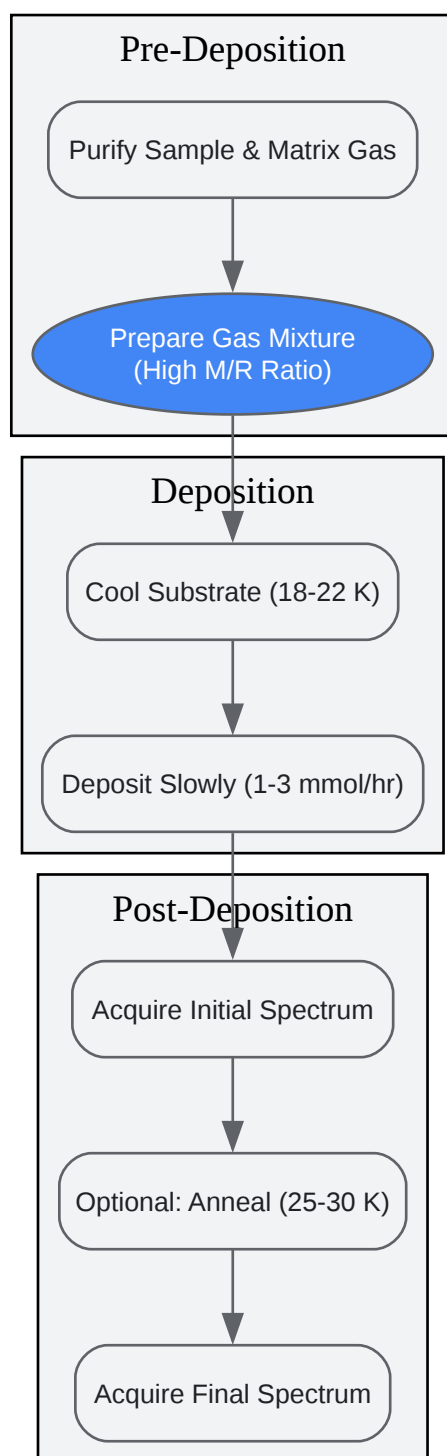 Pre-Deposition
Purify Sample & Matrix Gas
Prepare Gas Mixture
(High M/R Ratio)
Deposition
Cool Substrate (18-22 K)
Deposit Slowly (1-3 mmol/hr)
Post-Deposition
Acquire Initial Spectrum
Optional: Anneal (25-30 K)
Acquire Final Spectrum